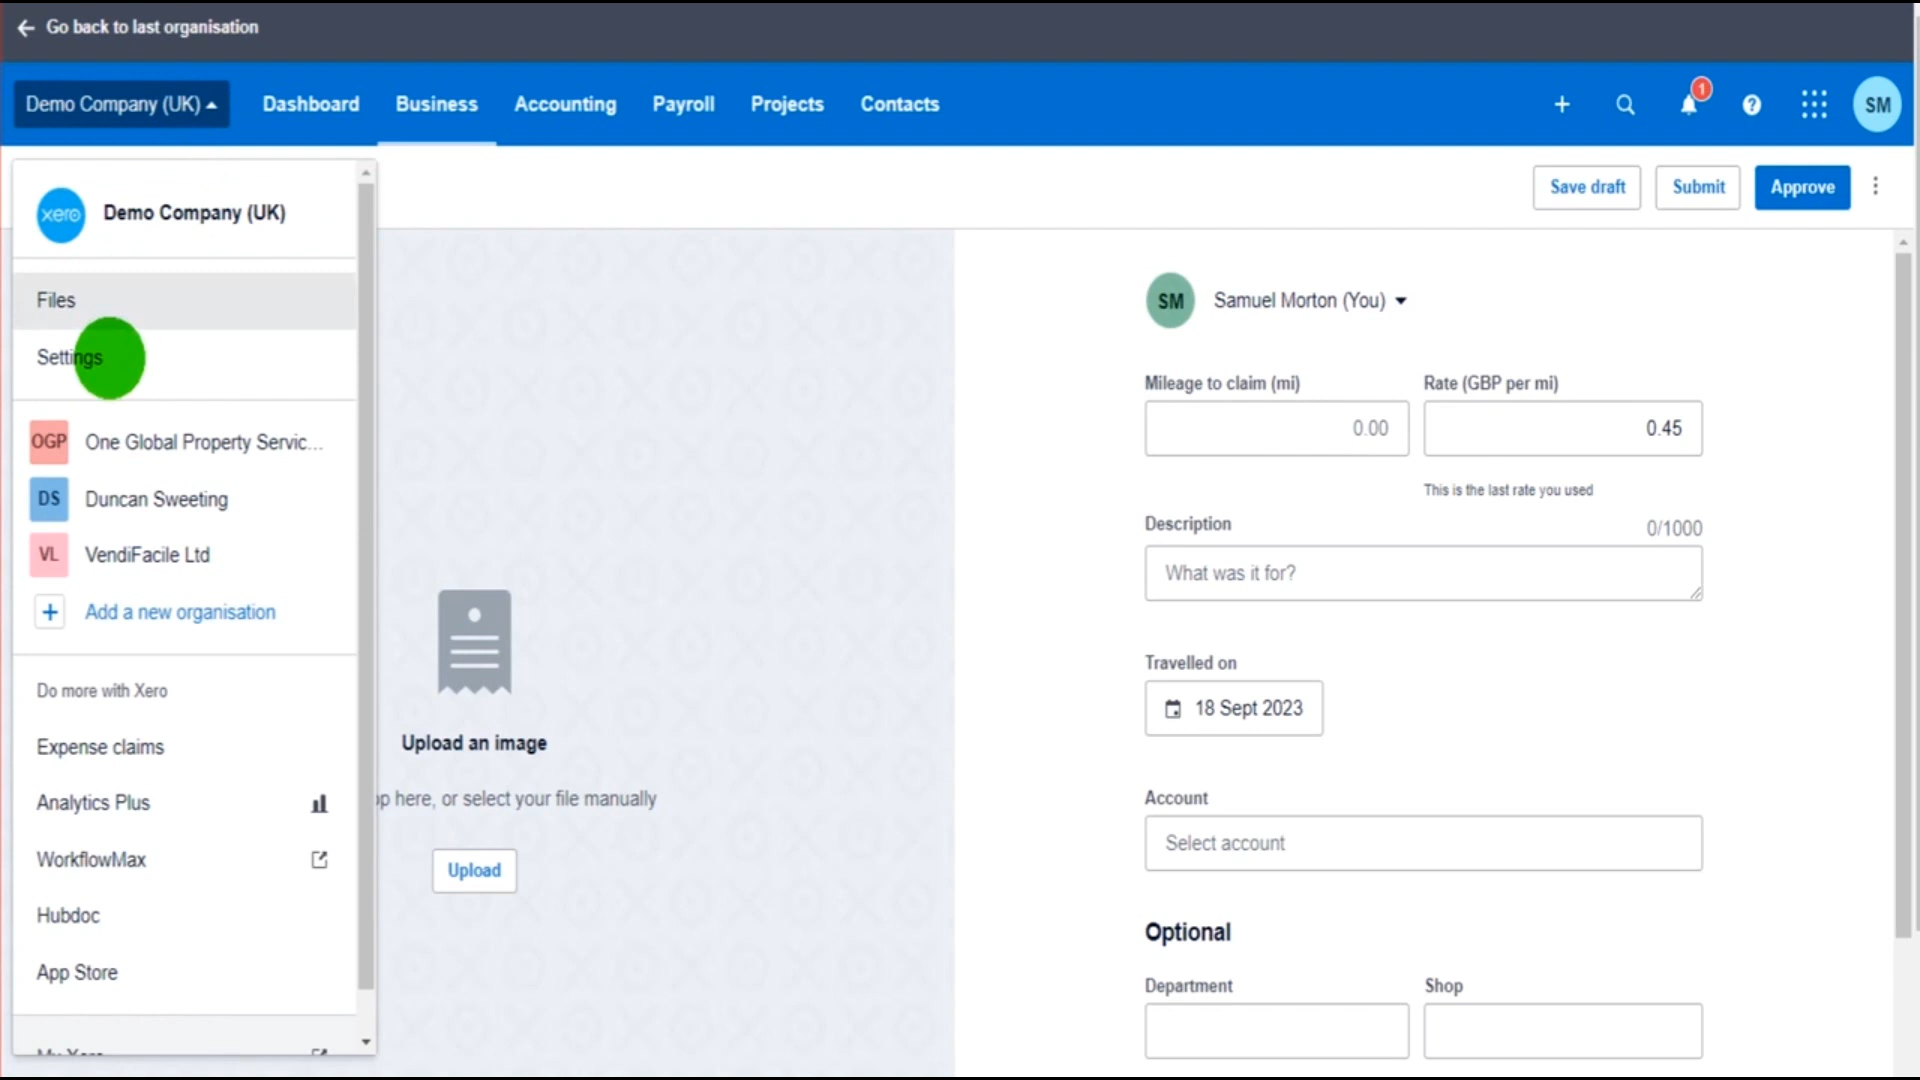 Go back to last organisation
Demo Company (UK)
Dashboard
Business
Accounting
Payroll
Projects
Contacts
1
?
SM
xero
Demo Company (UK)
Save draft
Submit
Approve
Files
Settings
OGP
One Global Property Servic...
DS
Duncan Sweeting
VL
VendiFacile Ltd
+ Add a new organisation
Do more with Xero
Expense claims
Analytics Plus
WorkflowMax
Hubdoc
App Store
My Xero
Upload an image
here, or select your file manually
Upload
SM
Samuel Morton (You)
Mileage to claim (mi)
Rate (GBP per mi)
0.00
0.45
This is the last rate you used
Description
0/1000
What was it for?
Travelled on
18 Sept 2023
Account
Select account
Optional
Department
Shop